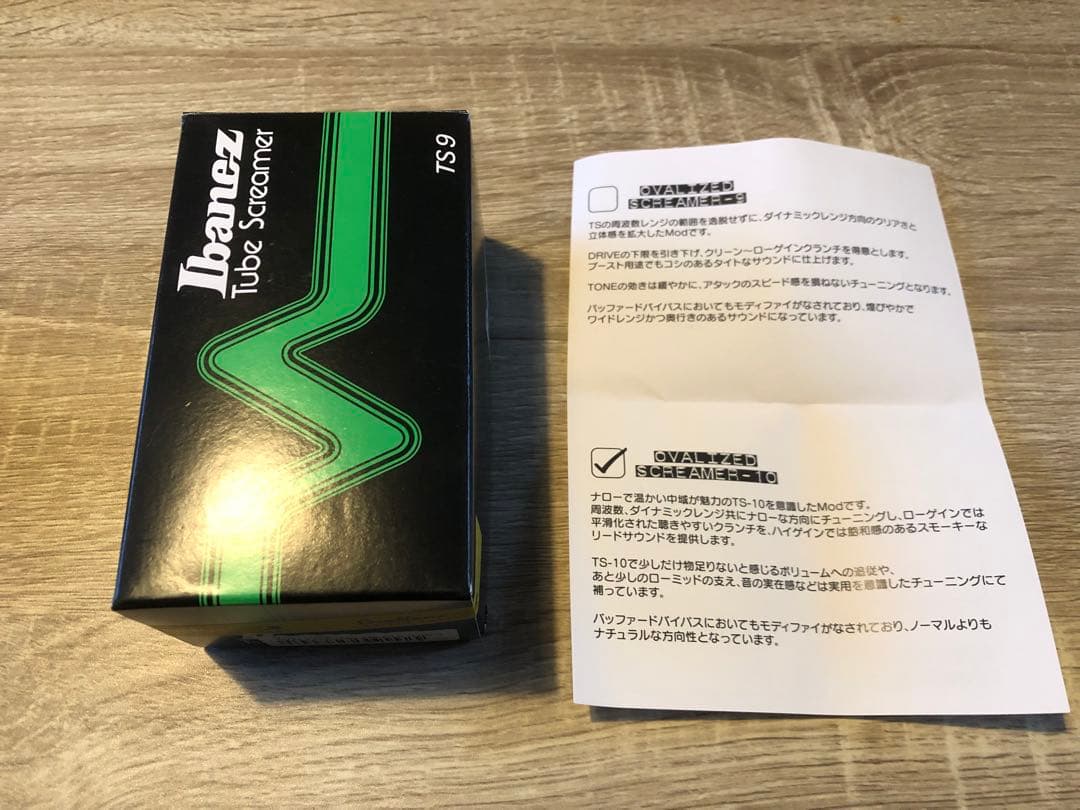 Ibanez
Tube Screamer
TS9
OVALIZED
SCREAMER-9
TSの周波数レンジの範囲を逸脱せずに、ダイナミックレンジ方向のクリアさと
立体感を拡大したModです。
DRIVEの下限を引き下げ、クリーン〜ローゲインクランチを得意とします。
ブースト用途でもコシのあるタイトなサウンドに仕上げます。
TONEの効きは緩やかに、アタックのスピード感を損ねないチューニングとなります。
バッファードバイパスにおいてもモディファイがなされており、煌びやかで
ワイドレンジかつ奥行きのあるサウンドになっています。
OVALIZED
SCREAMER-10
ナローで温かい中域が魅力のTS-10を意識したModです。
周波数、ダイナミックレンジ共にナローな方向にチューニングし、ローゲインでは
平滑化された聴きやすいクランチを、ハイゲインでは飽和感のあるスモーキーな
リードサウンドを提供します。
TS-10で少しだけ物足りないと感じるボリュームへの追従や、
あと少しのローミッドの支え、音の実在感などは実用を意識したチューニングにて
補っています。
バッファードバイパスにおいてもモディファイがなされており、ノーマルよりも
ナチュラルな方向性となっています。